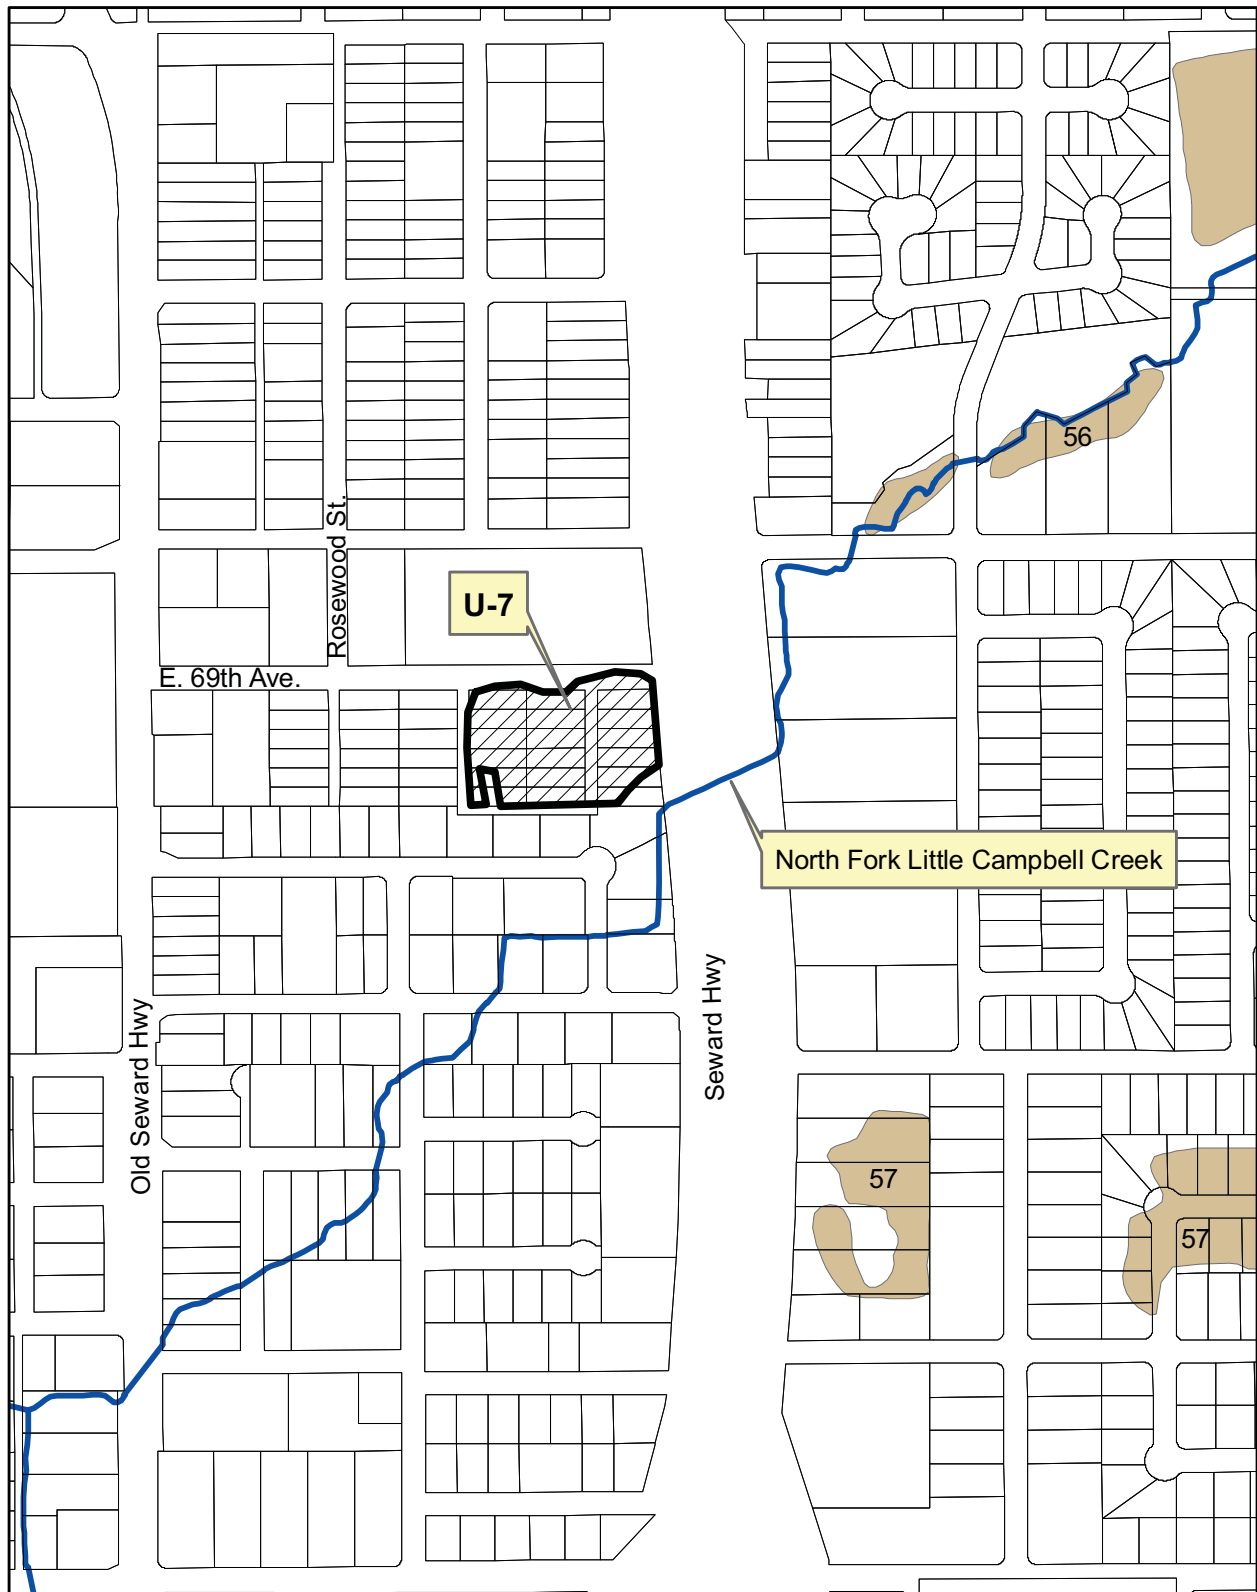 56
Rosewood St.
U-7
E. 69th Ave.
North Fork Little Campbell Creek
Seward Hwy
Old Seward Hwy
57
57